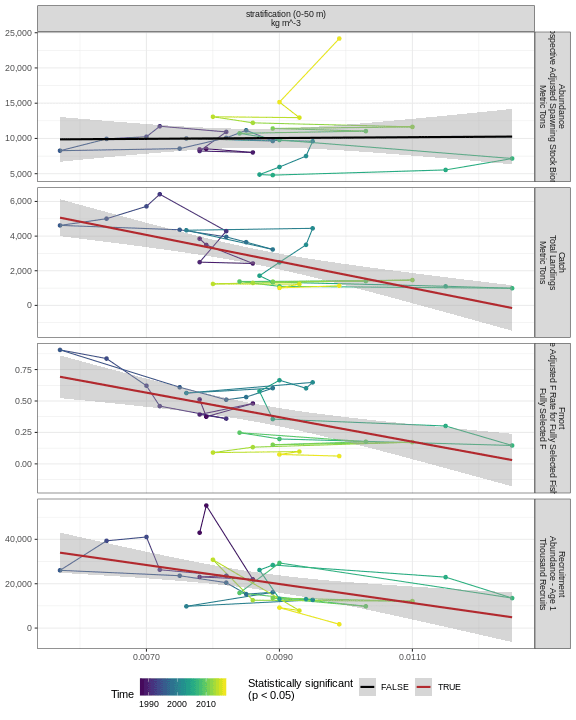 stratification (0-50 m)
kg m^-3
25,000
20,000
15,000
10,000
5,000
Abundance
Adjusted Spawning Stock
Metric Tons
6,000
4,000
2,000
0
Catch
Total Landings
Metric Tons
0.75
0.50
0.25
0.00
Fmort
Adjusted F Rate for Fully Selected
Fully Selected F
40,000
20,000
0
Recruitment
Abundance - Age 1
Thousand Recruits
0.0070
0.0090
0.0110
Time
1990 2000 2010
Statistically significant
(p < 0.05)
FALSE
TRUE